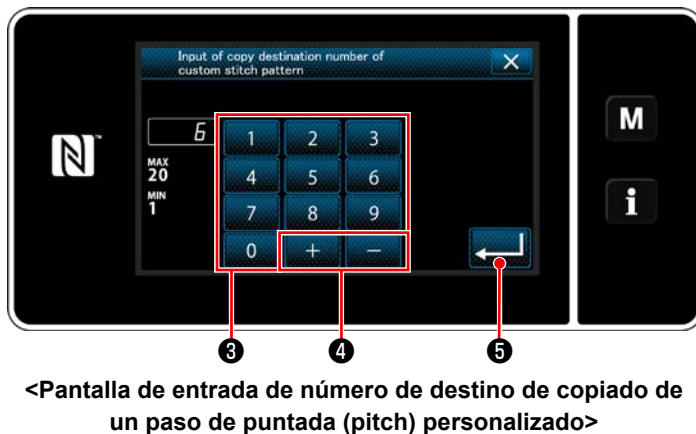 Input of copy destination number of
custom stitch pattern
6
MAX
20
MIN
1
1 2 3
4 5 6
7 8 9
0 + −
M
i
❸ ❹ ❺
<Pantalla de entrada de número de destino de copiado de
un paso de puntada (pitch) personalizado>